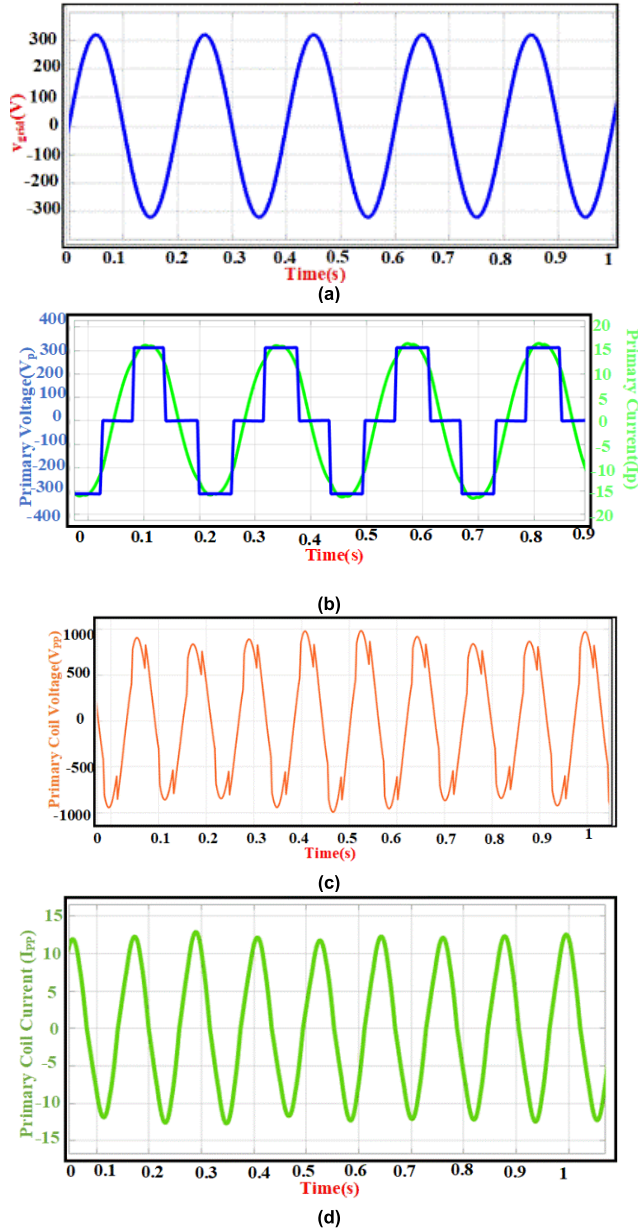 300
200
100
0
-100
-200
-300
v_grid(V)
0 0.1 0.2 0.3 0.4 0.5 0.6 0.7 0.8 0.9 1
Time(s)
(a)
400
300
200
100
0
-100
-200
-300
-400
Primary Voltage(V_p)
20
15
10
5
0
-5
-10
-15
-20
Primary Current(Ip)
0 0.1 0.2 0.3 0.4 0.5 0.6 0.7 0.8 0.9
Time(s)
(b)
1000
500
0
-500
-1000
Primary Coil Voltage(V_PP)
0 0.1 0.2 0.3 0.4 0.5 0.6 0.7 0.8 0.9 1
Time(s)
(c)
15
10
5
0
-5
-10
-15
Primary Coil Current (I_PP)
0 0.1 0.2 0.3 0.4 0.5 0.6 0.7 0.8 0.9 1
Time(s)
(d)